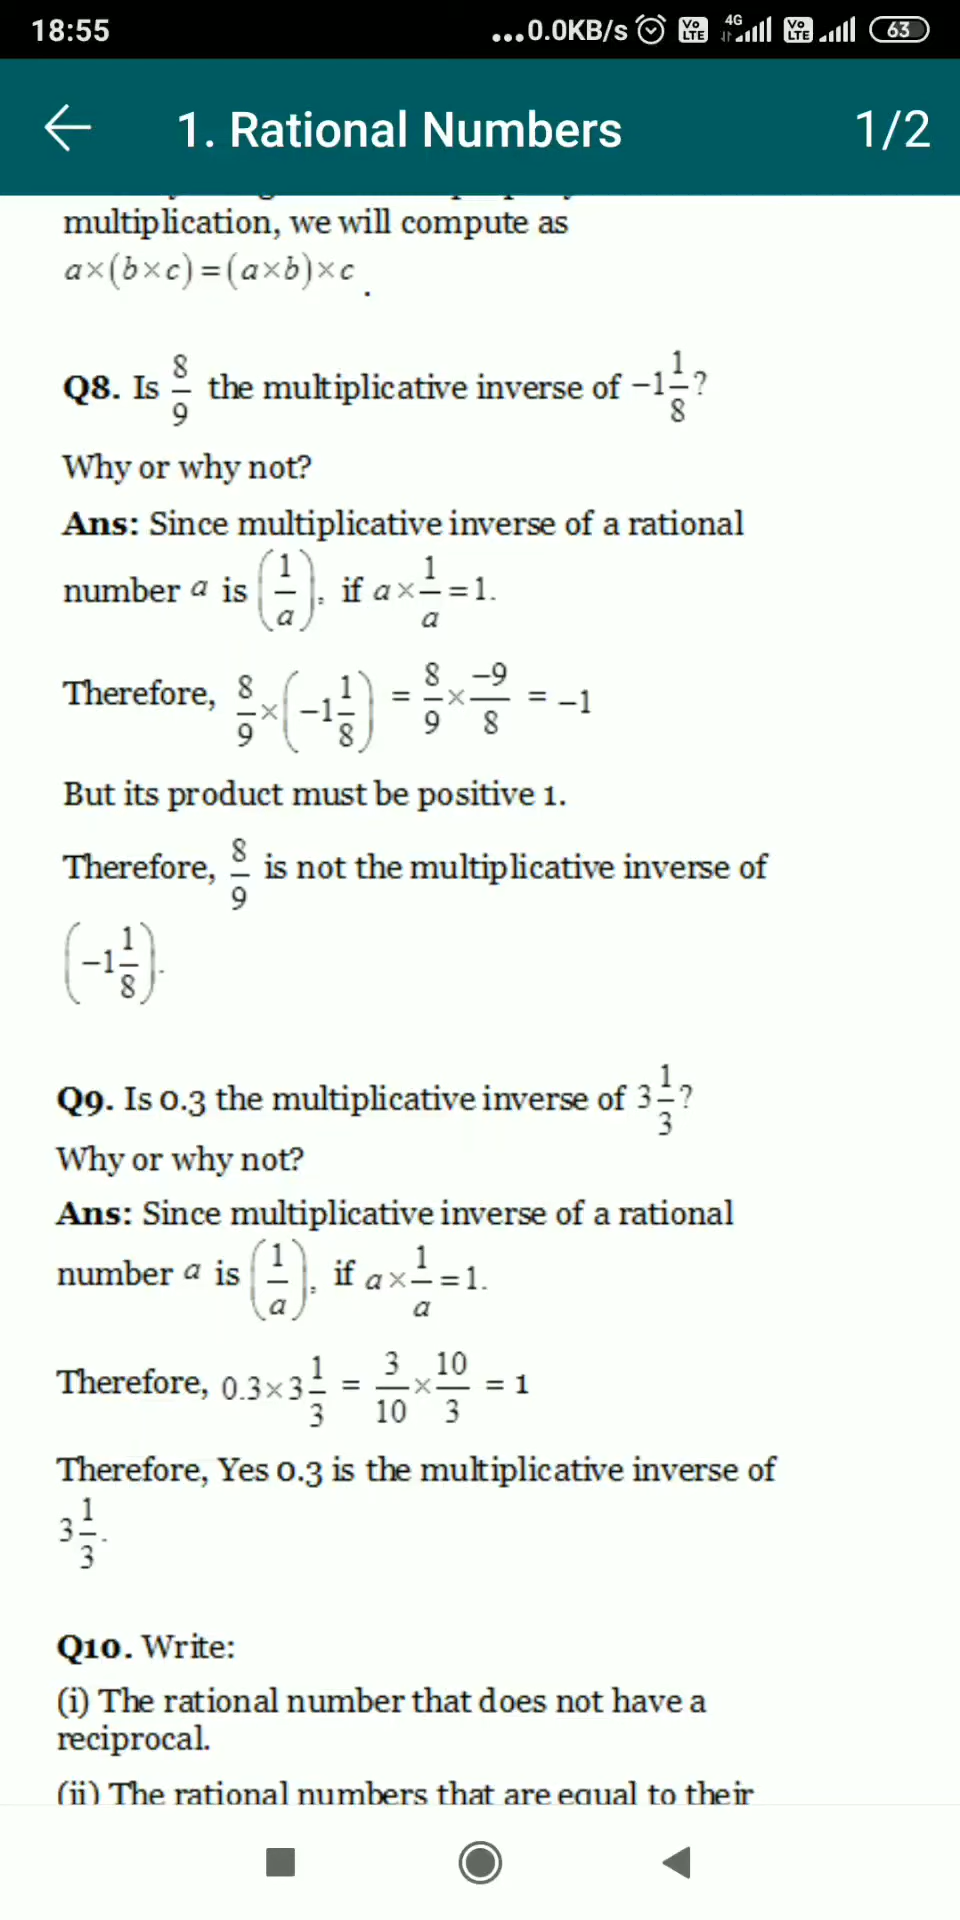 18:55 ...0.0KB/s Vo LTE 4G Vo LTE 63
1. Rational Numbers 1/2
multiplication, we will compute as
a×(b×c)=(a×b)×c.
Q8. Is 8/9 the multiplicative inverse of −1 1/8?
Why or why not?
Ans: Since multiplicative inverse of a rational
number a is (1/a), if a×1/a=1.
Therefore, 8/9×(−1 1/8) = 8/9×−9/8 = −1
But its product must be positive 1.
Therefore, 8/9 is not the multiplicative inverse of
(−1 1/8).
Q9. Is 0.3 the multiplicative inverse of 3 1/3?
Why or why not?
Ans: Since multiplicative inverse of a rational
number a is (1/a), if a×1/a=1.
Therefore, 0.3×3 1/3 = 3/10×10/3 = 1
Therefore, Yes 0.3 is the multiplicative inverse of
3 1/3.
Q10. Write:
(i) The rational number that does not have a
reciprocal.
(ii) The rational numbers that are equal to their